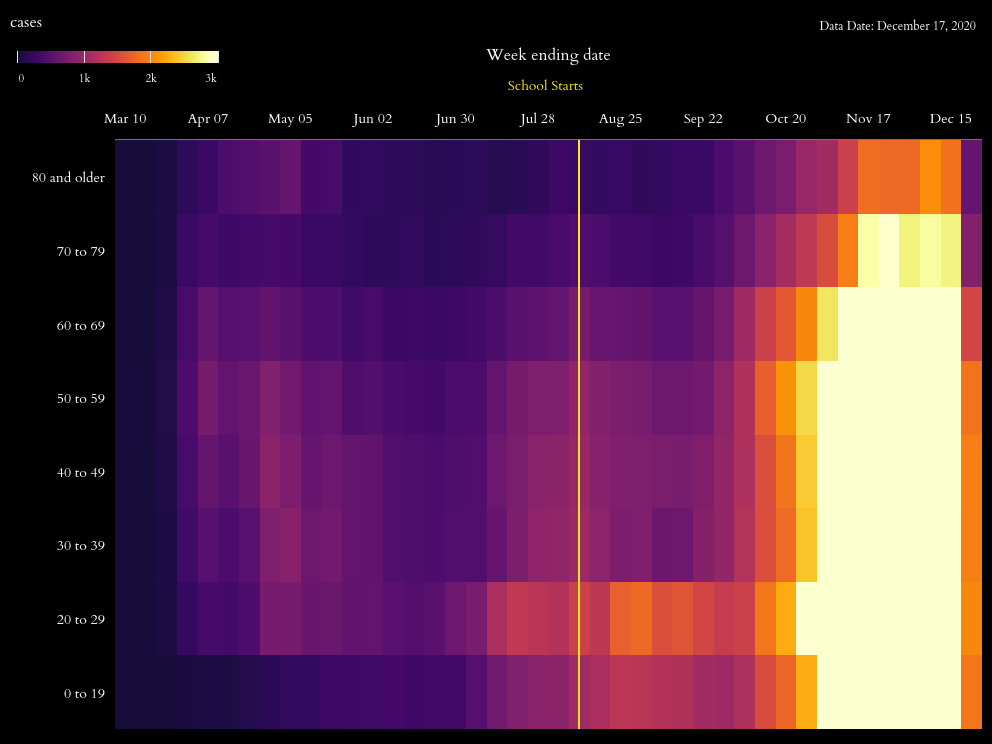 cases
Data Date: December 17, 2020
0 1k 2k 3k
Week ending date
School Starts
Mar 10 Apr 07 May 05 Jun 02 Jun 30 Jul 28 Aug 25 Sep 22 Oct 20 Nov 17 Dec 15
80 and older
70 to 79
60 to 69
50 to 59
40 to 49
30 to 39
20 to 29
0 to 19